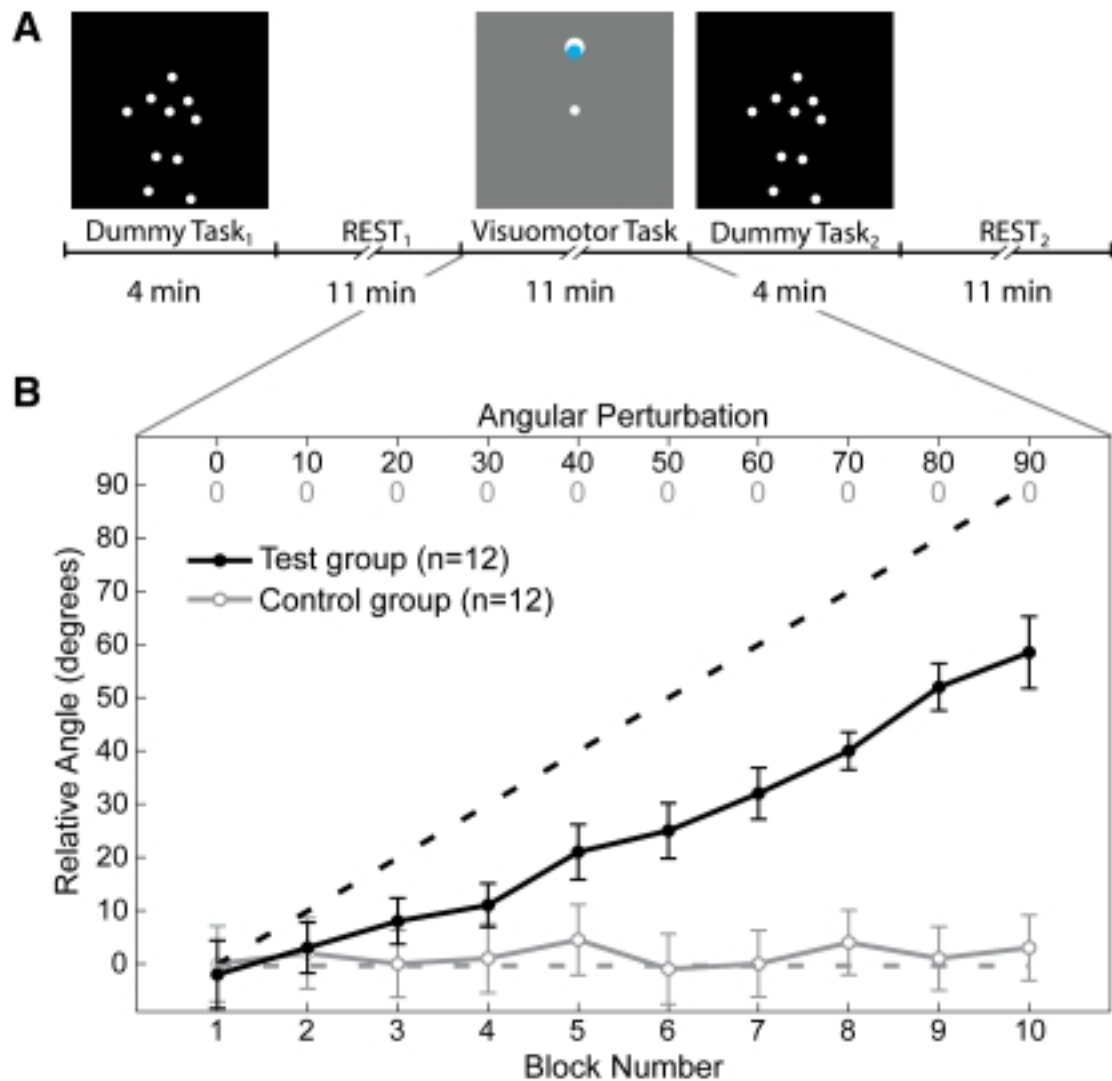 A
Dummy Task₁ REST₁ Visuomotor Task Dummy Task₂ REST₂
4 min 11 min 11 min 4 min 11 min
B
Angular Perturbation
0 10 20 30 40 50 60 70 80 90
0 0 0 0 0 0 0 0 0 0
Test group (n=12)
Control group (n=12)
Relative Angle (degrees)
90
80
70
60
50
40
30
20
10
0
1 2 3 4 5 6 7 8 9 10
Block Number